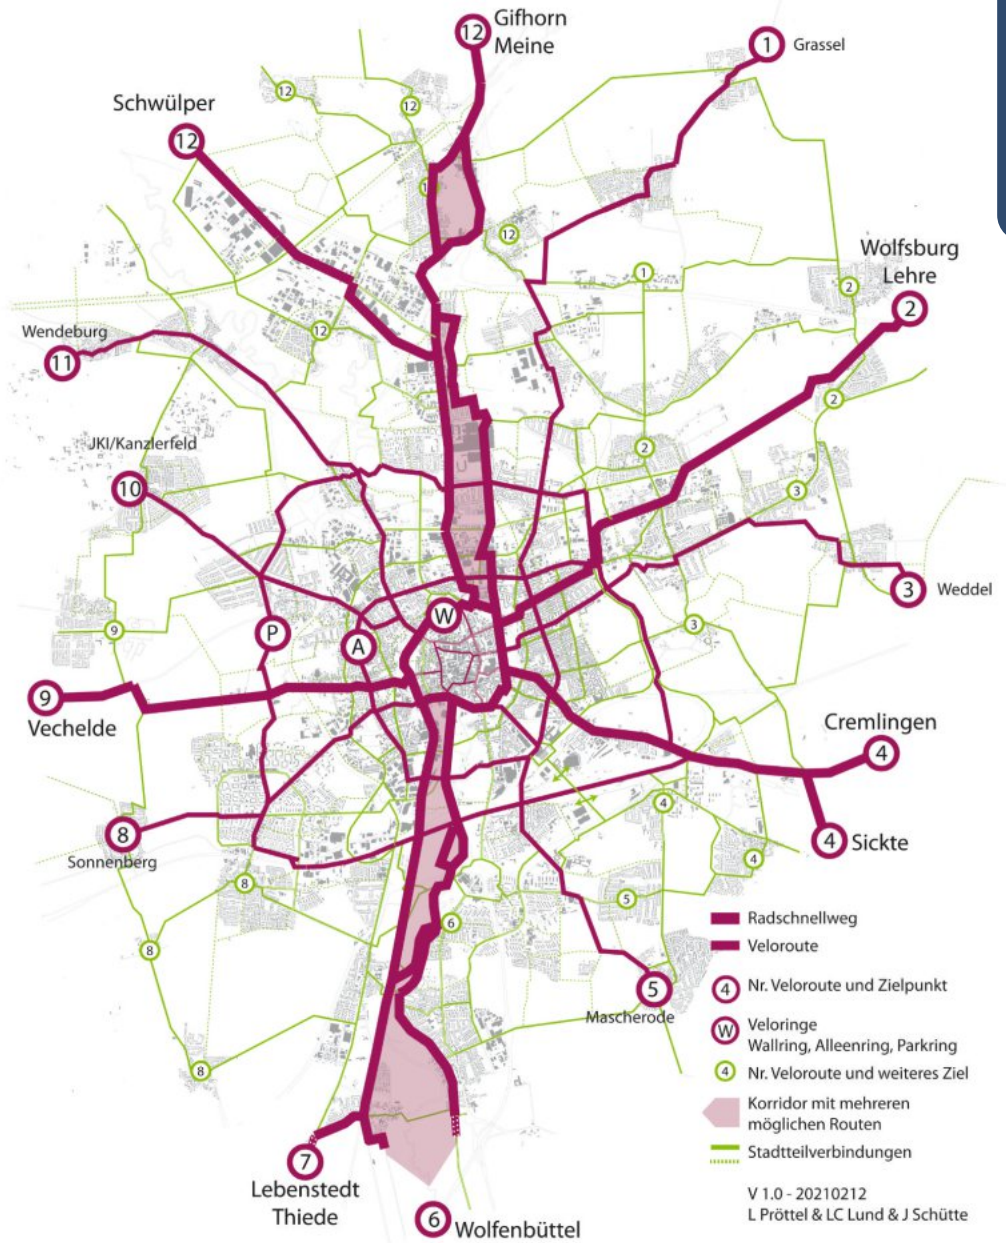 12
Gifhorn
Meine
1
Grassel
12
12
Schwülper
12
12
12
1
Wolfsburg
Lehre
2
2
Wendeburg
11
12
2
JKI/Kanzlerfeld
10
2
3
3
Weddel
W
9
P
A
3
9
Vechelde
Cremlingen
4
4
8
Sonnenberg
4
Sickte
4
8
5
6
8
Radschnellweg
Veloroute
4
Nr. Veloroute und Zielpunkt
5
Mascherode
W
Veloringe
Wallring, Alleenring, Parkring
8
4
Nr. Veloroute und weiteres Ziel
Korridor mit mehreren
möglichen Routen
Stadtteilverbindungen
7
Lebenstedt
Thiede
6
Wolfenbüttel
V 1.0 - 20210212
L Pröttel & LC Lund & J Schütte